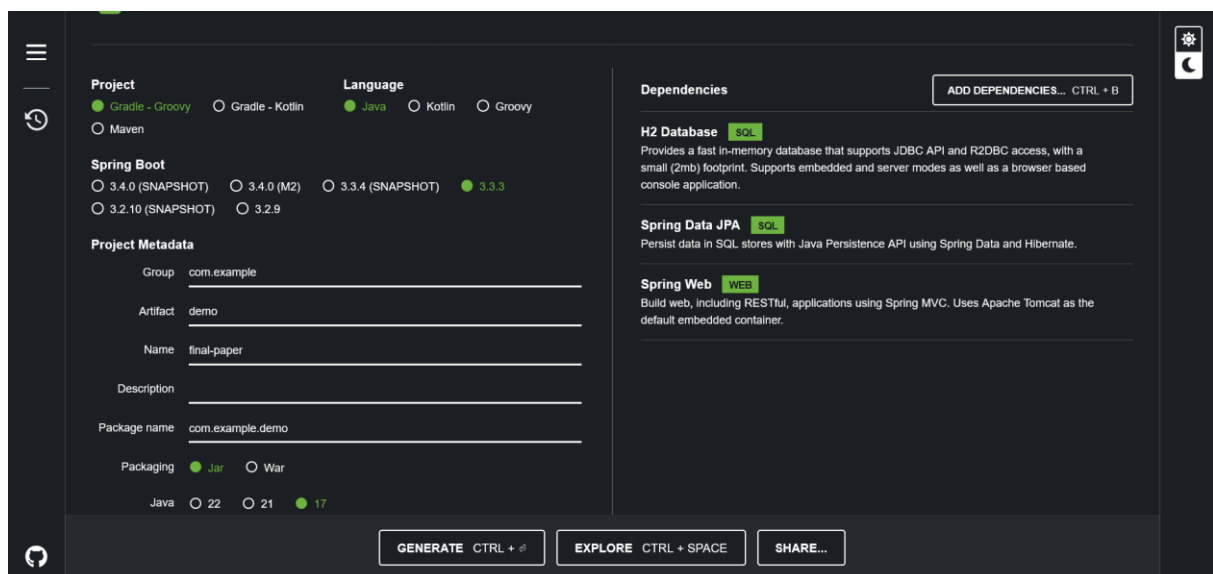 Project
Gradle - Groovy Gradle - Kotlin
Maven
Language
Java Kotlin Groovy
Spring Boot
3.4.0 (SNAPSHOT) 3.4.0 (M2) 3.3.4 (SNAPSHOT) 3.3.3
3.2.10 (SNAPSHOT) 3.2.9
Project Metadata
Group com.example
Artifact demo
Name final-paper
Description
Package name com.example.demo
Packaging Jar War
Java 22 21 17
Dependencies
ADD DEPENDENCIES... CTRL + B
H2 Database SQL
Provides a fast in-memory database that supports JDBC API and R2DBC access, with a
small (2mb) footprint. Supports embedded and server modes as well as a browser based
console application.
Spring Data JPA SQL
Persist data in SQL stores with Java Persistence API using Spring Data and Hibernate.
Spring Web WEB
Build web, including RESTful, applications using Spring MVC. Uses Apache Tomcat as the
default embedded container.
GENERATE CTRL + ⏎
EXPLORE CTRL + SPACE
SHARE...